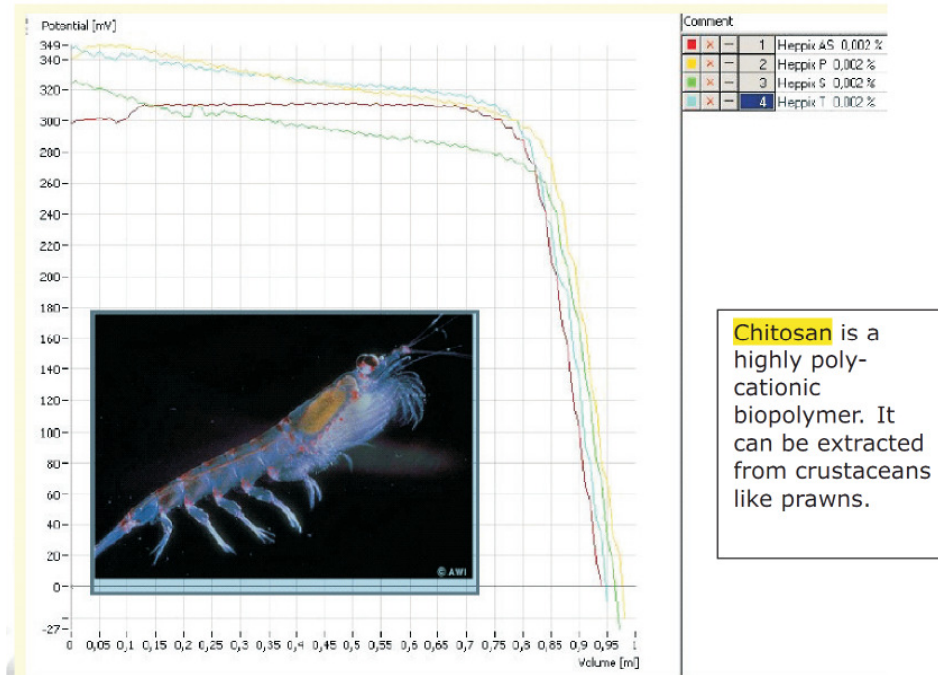 Potential [mV]
349
340
320
300
280
260
240
220
200
180
160
140
120
100
80
60
40
20
0
-27
0 0,05 0,1 0,15 0,2 0,25 0,3 0,35 0,4 0,45 0,5 0,55 0,6 0,65 0,7 0,75 0,8 0,85 0,9 0,95 1
Volume [ml]
© AWI
Comment
1 Heppix AS 0,002 %
2 Heppix P 0,002 %
3 Heppix S 0,002 %
4 Heppix T 0,002 %
Chitosan is a
highly poly-
cationic
biopolymer. It
can be extracted
from crustaceans
like prawns.